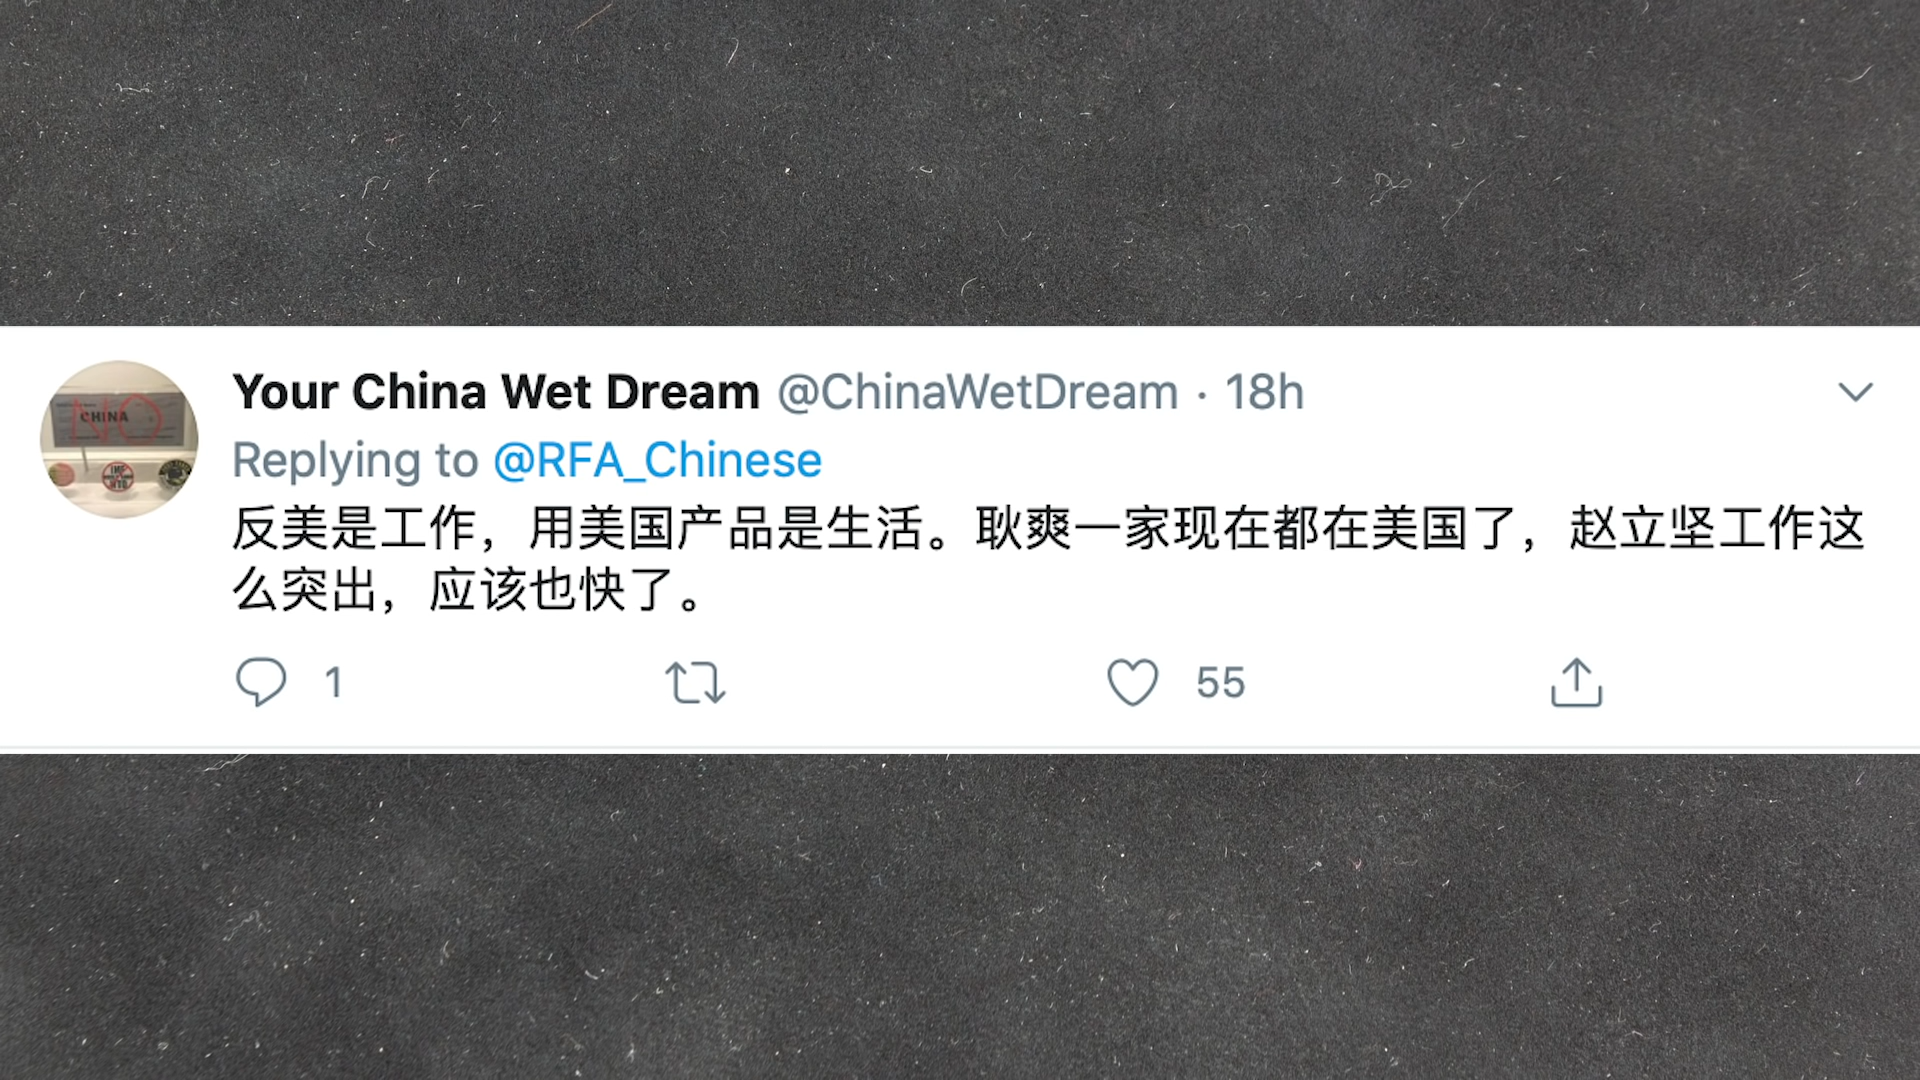 Your China Wet Dream @ChinaWetDream · 18h
Replying to @RFA_Chinese
反美是工作，用美国产品是生活。耿爽一家现在都在美国了，赵立坚工作这
么突出，应该也快了。
1 55
CHINA
NO